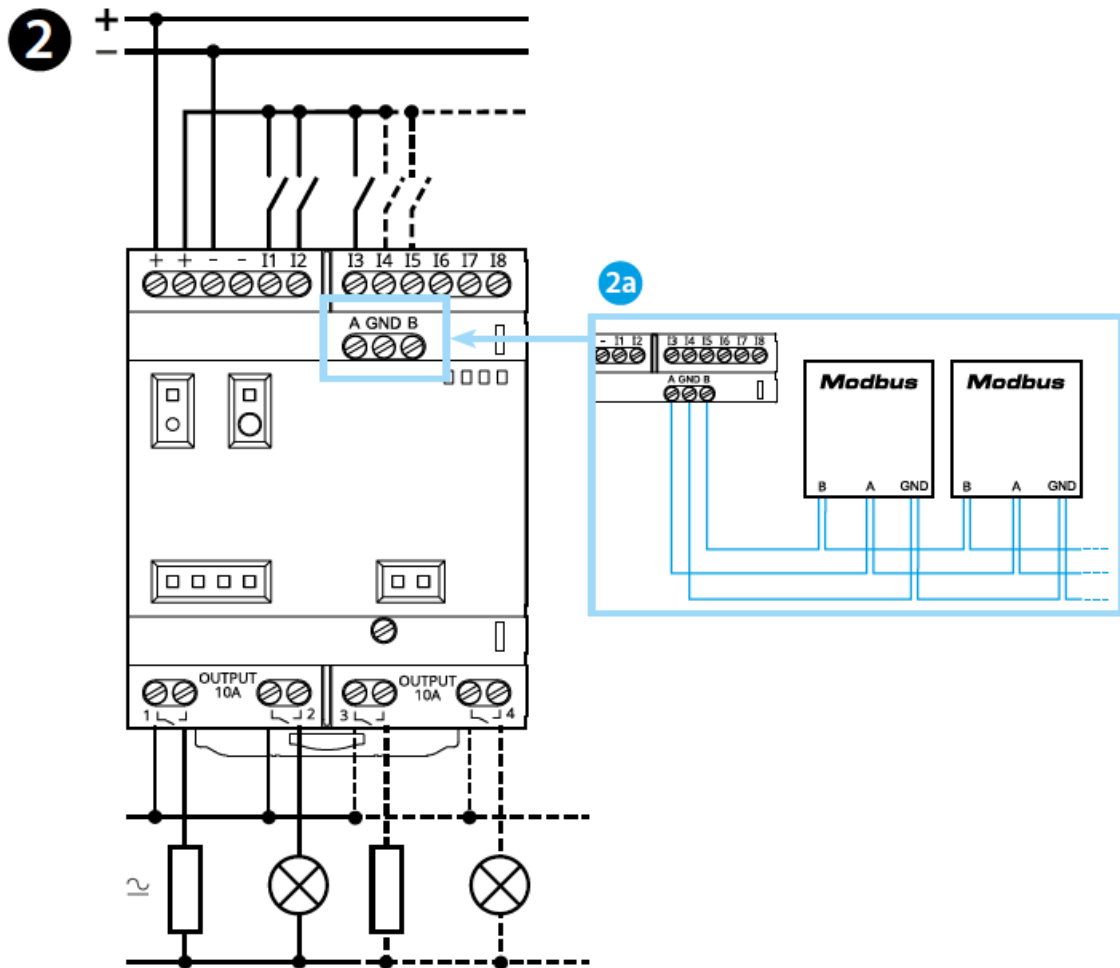 2
+
−
+ + - - I1 I2 I3 I4 I5 I6 I7 I8
A GND B
2a
- I1 I2 I3 I4 I5 I6 I7 I8
A GND B
Modbus Modbus
B A GND B A GND
OUTPUT
10A
OUTPUT
10A
1 2 3 4